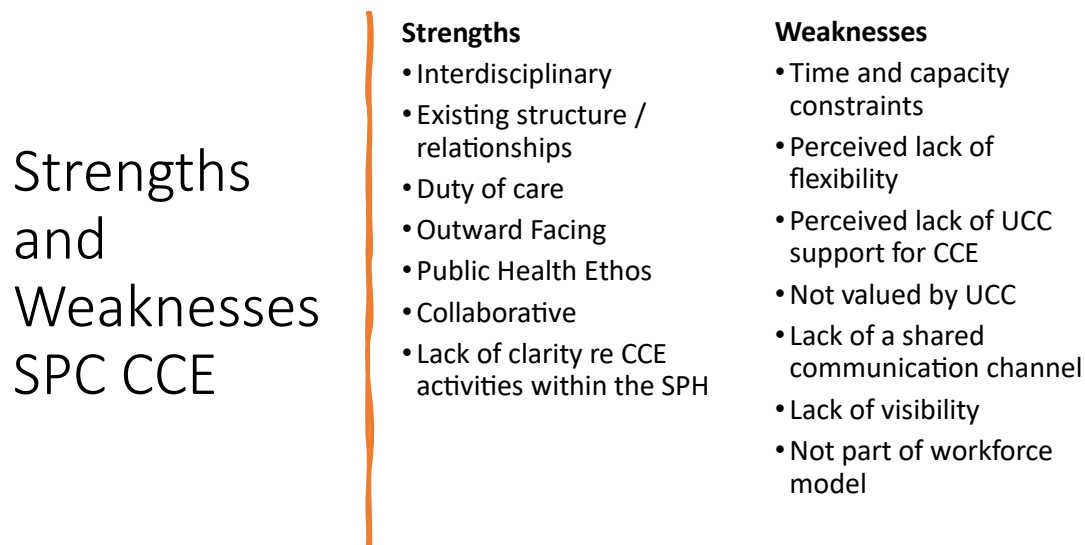 Strengths
and
Weaknesses
SPC CCE
Strengths
• Interdisciplinary
• Existing structure /
relationships
• Duty of care
• Outward Facing
• Public Health Ethos
• Collaborative
• Lack of clarity re CCE
activities within the SPH
Weaknesses
• Time and capacity
constraints
• Perceived lack of
flexibility
• Perceived lack of UCC
support for CCE
• Not valued by UCC
• Lack of a shared
communication channel
• Lack of visibility
• Not part of workforce
model